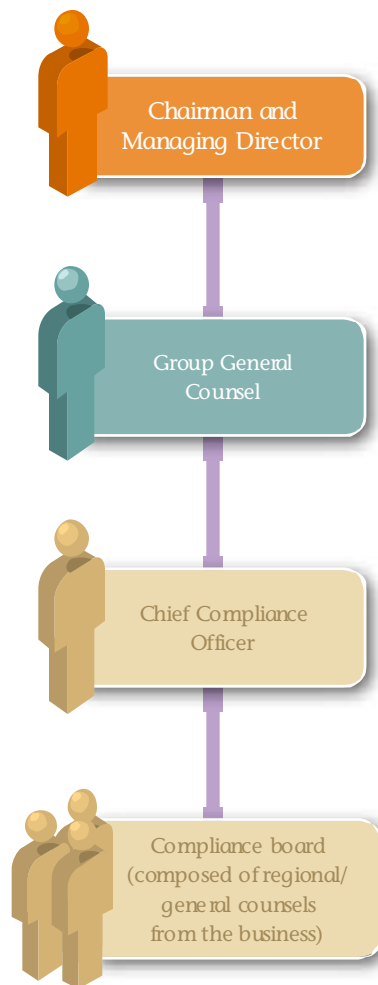 Chairman and
Managing Director
Group General
Counsel
Chief Compliance
Officer
Compliance board
(composed of regional/
general counsels
from the business)